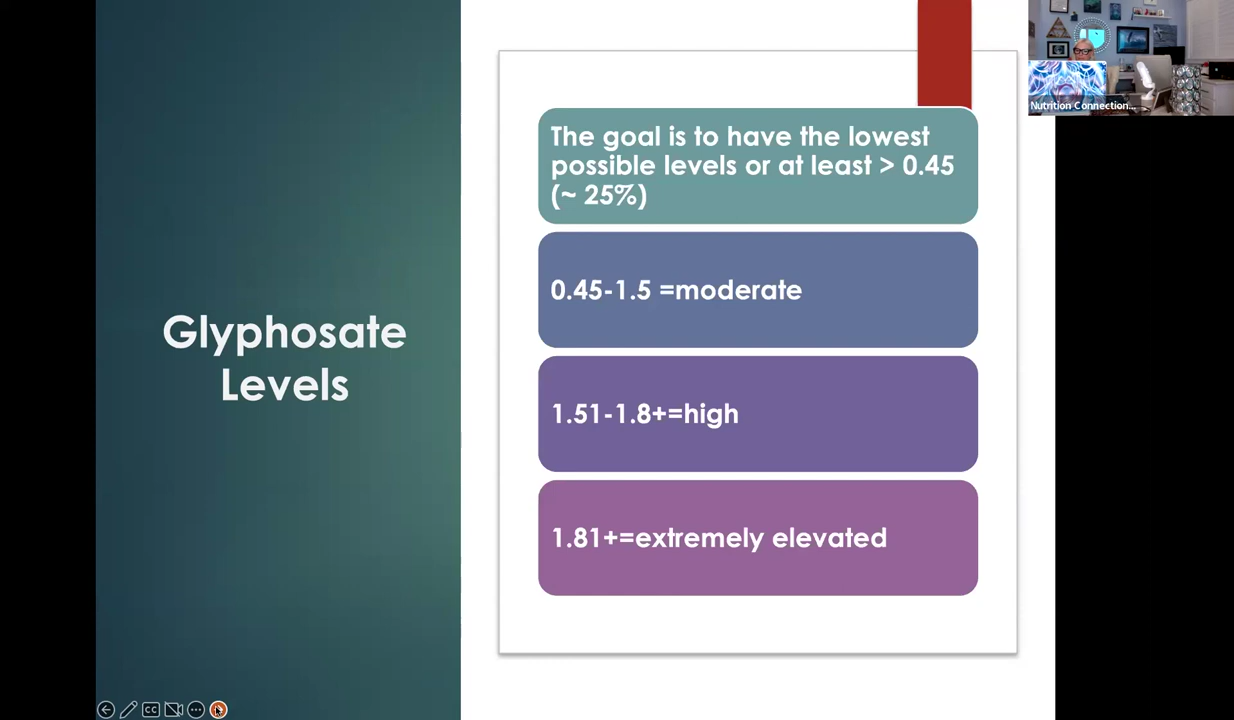 Glyphosate
Levels
The goal is to have the lowest
possible levels or at least > 0.45
(~ 25%)
0.45-1.5 =moderate
1.51-1.8+=high
1.81+=extremely elevated
Nutrition Connection...
CC